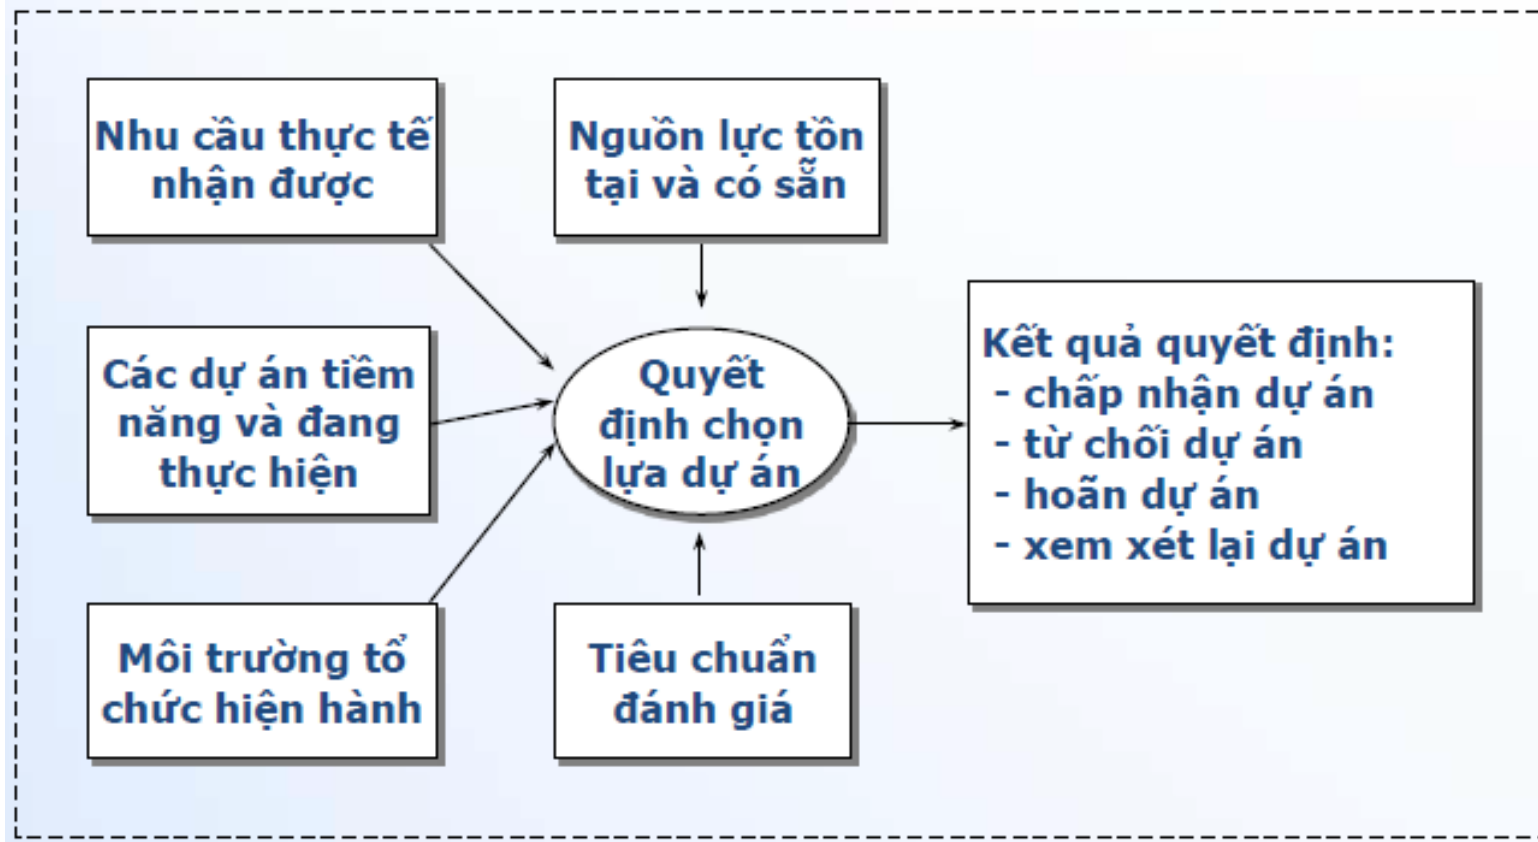 Nhu cầu thực tế
nhận được
Nguồn lực tồn
tại và có sẵn
Các dự án tiềm
năng và đang
thực hiện
Quyết
định chọn
lựa dự án
Kết quả quyết định:
- chấp nhận dự án
- từ chối dự án
- hoãn dự án
- xem xét lại dự án
Môi trường tổ
chức hiện hành
Tiêu chuẩn
đánh giá